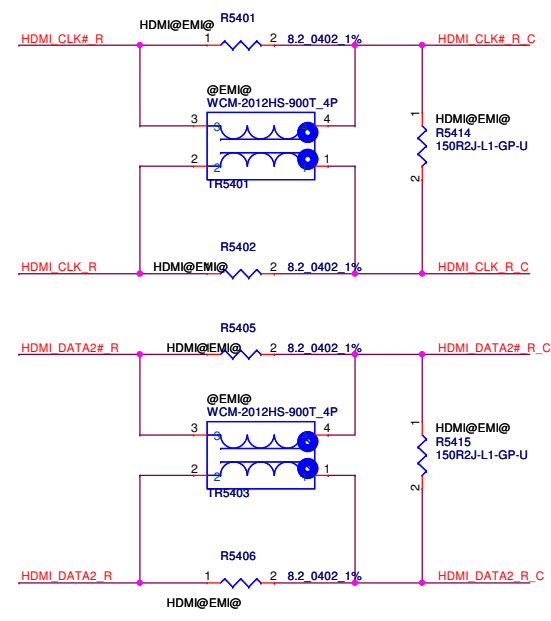 R5401
HDMI@EMI@
HDMI_CLK#_R
1
2
8.2_0402_1%
HDMI_CLK#_R_C
@EMI@
WCM-2012HS-900T_4P
3
3
4
1
HDMI@EMI@
R5414
150R2J-L1-GP-U
2
2
2
1
TR5401
R5402
HDMI_CLK_R
HDMI@EMI@
2
8.2_0402_1%
HDMI_CLK_R_C
R5405
HDMI_DATA2#_R
HDMI@EMI@
2
8.2_0402_1%
HDMI_DATA2#_R_C
@EMI@
WCM-2012HS-900T_4P
3
3
4
1
HDMI@EMI@
R5415
150R2J-L1-GP-U
2
2
2
1
TR5403
R5406
HDMI_DATA2_R
1
2
8.2_0402_1%
HDMI_DATA2_R_C
HDMI@EMI@